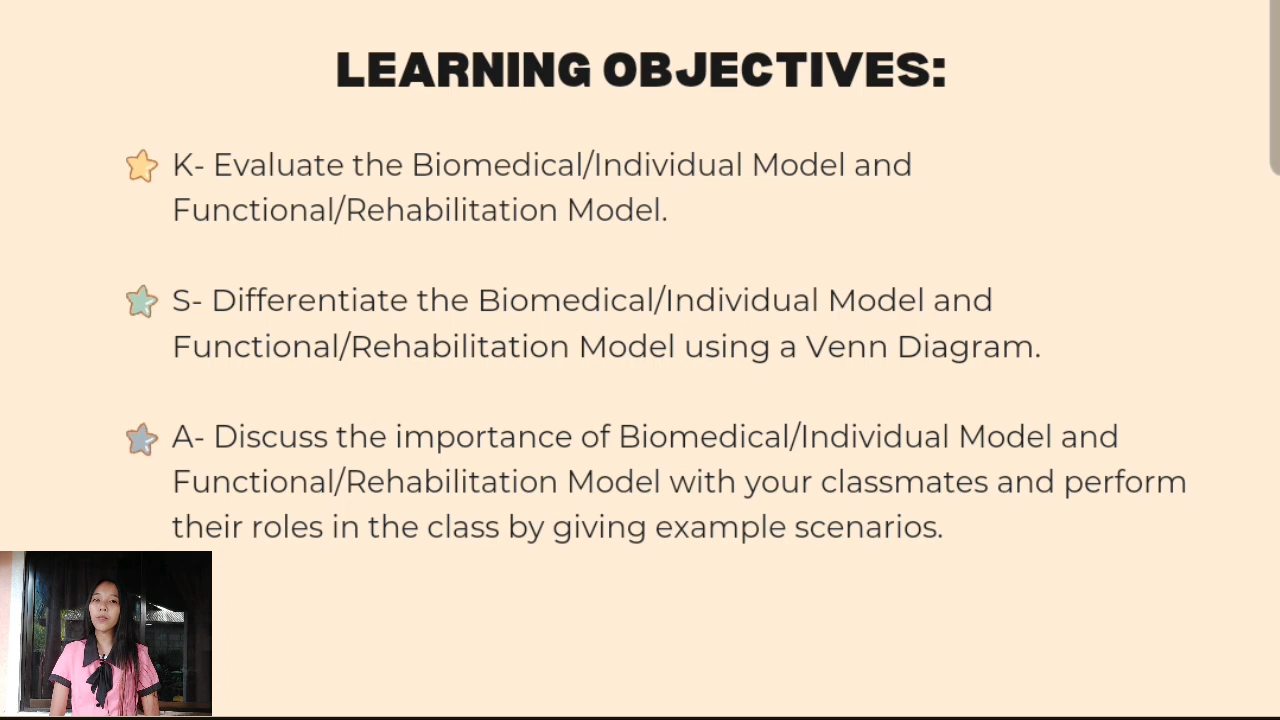 LEARNING OBJECTIVES:
K- Evaluate the Biomedical/Individual Model and
Functional/Rehabilitation Model.
S- Differentiate the Biomedical/Individual Model and
Functional/Rehabilitation Model using a Venn Diagram.
A- Discuss the importance of Biomedical/Individual Model and
Functional/Rehabilitation Model with your classmates and perform
their roles in the class by giving example scenarios.